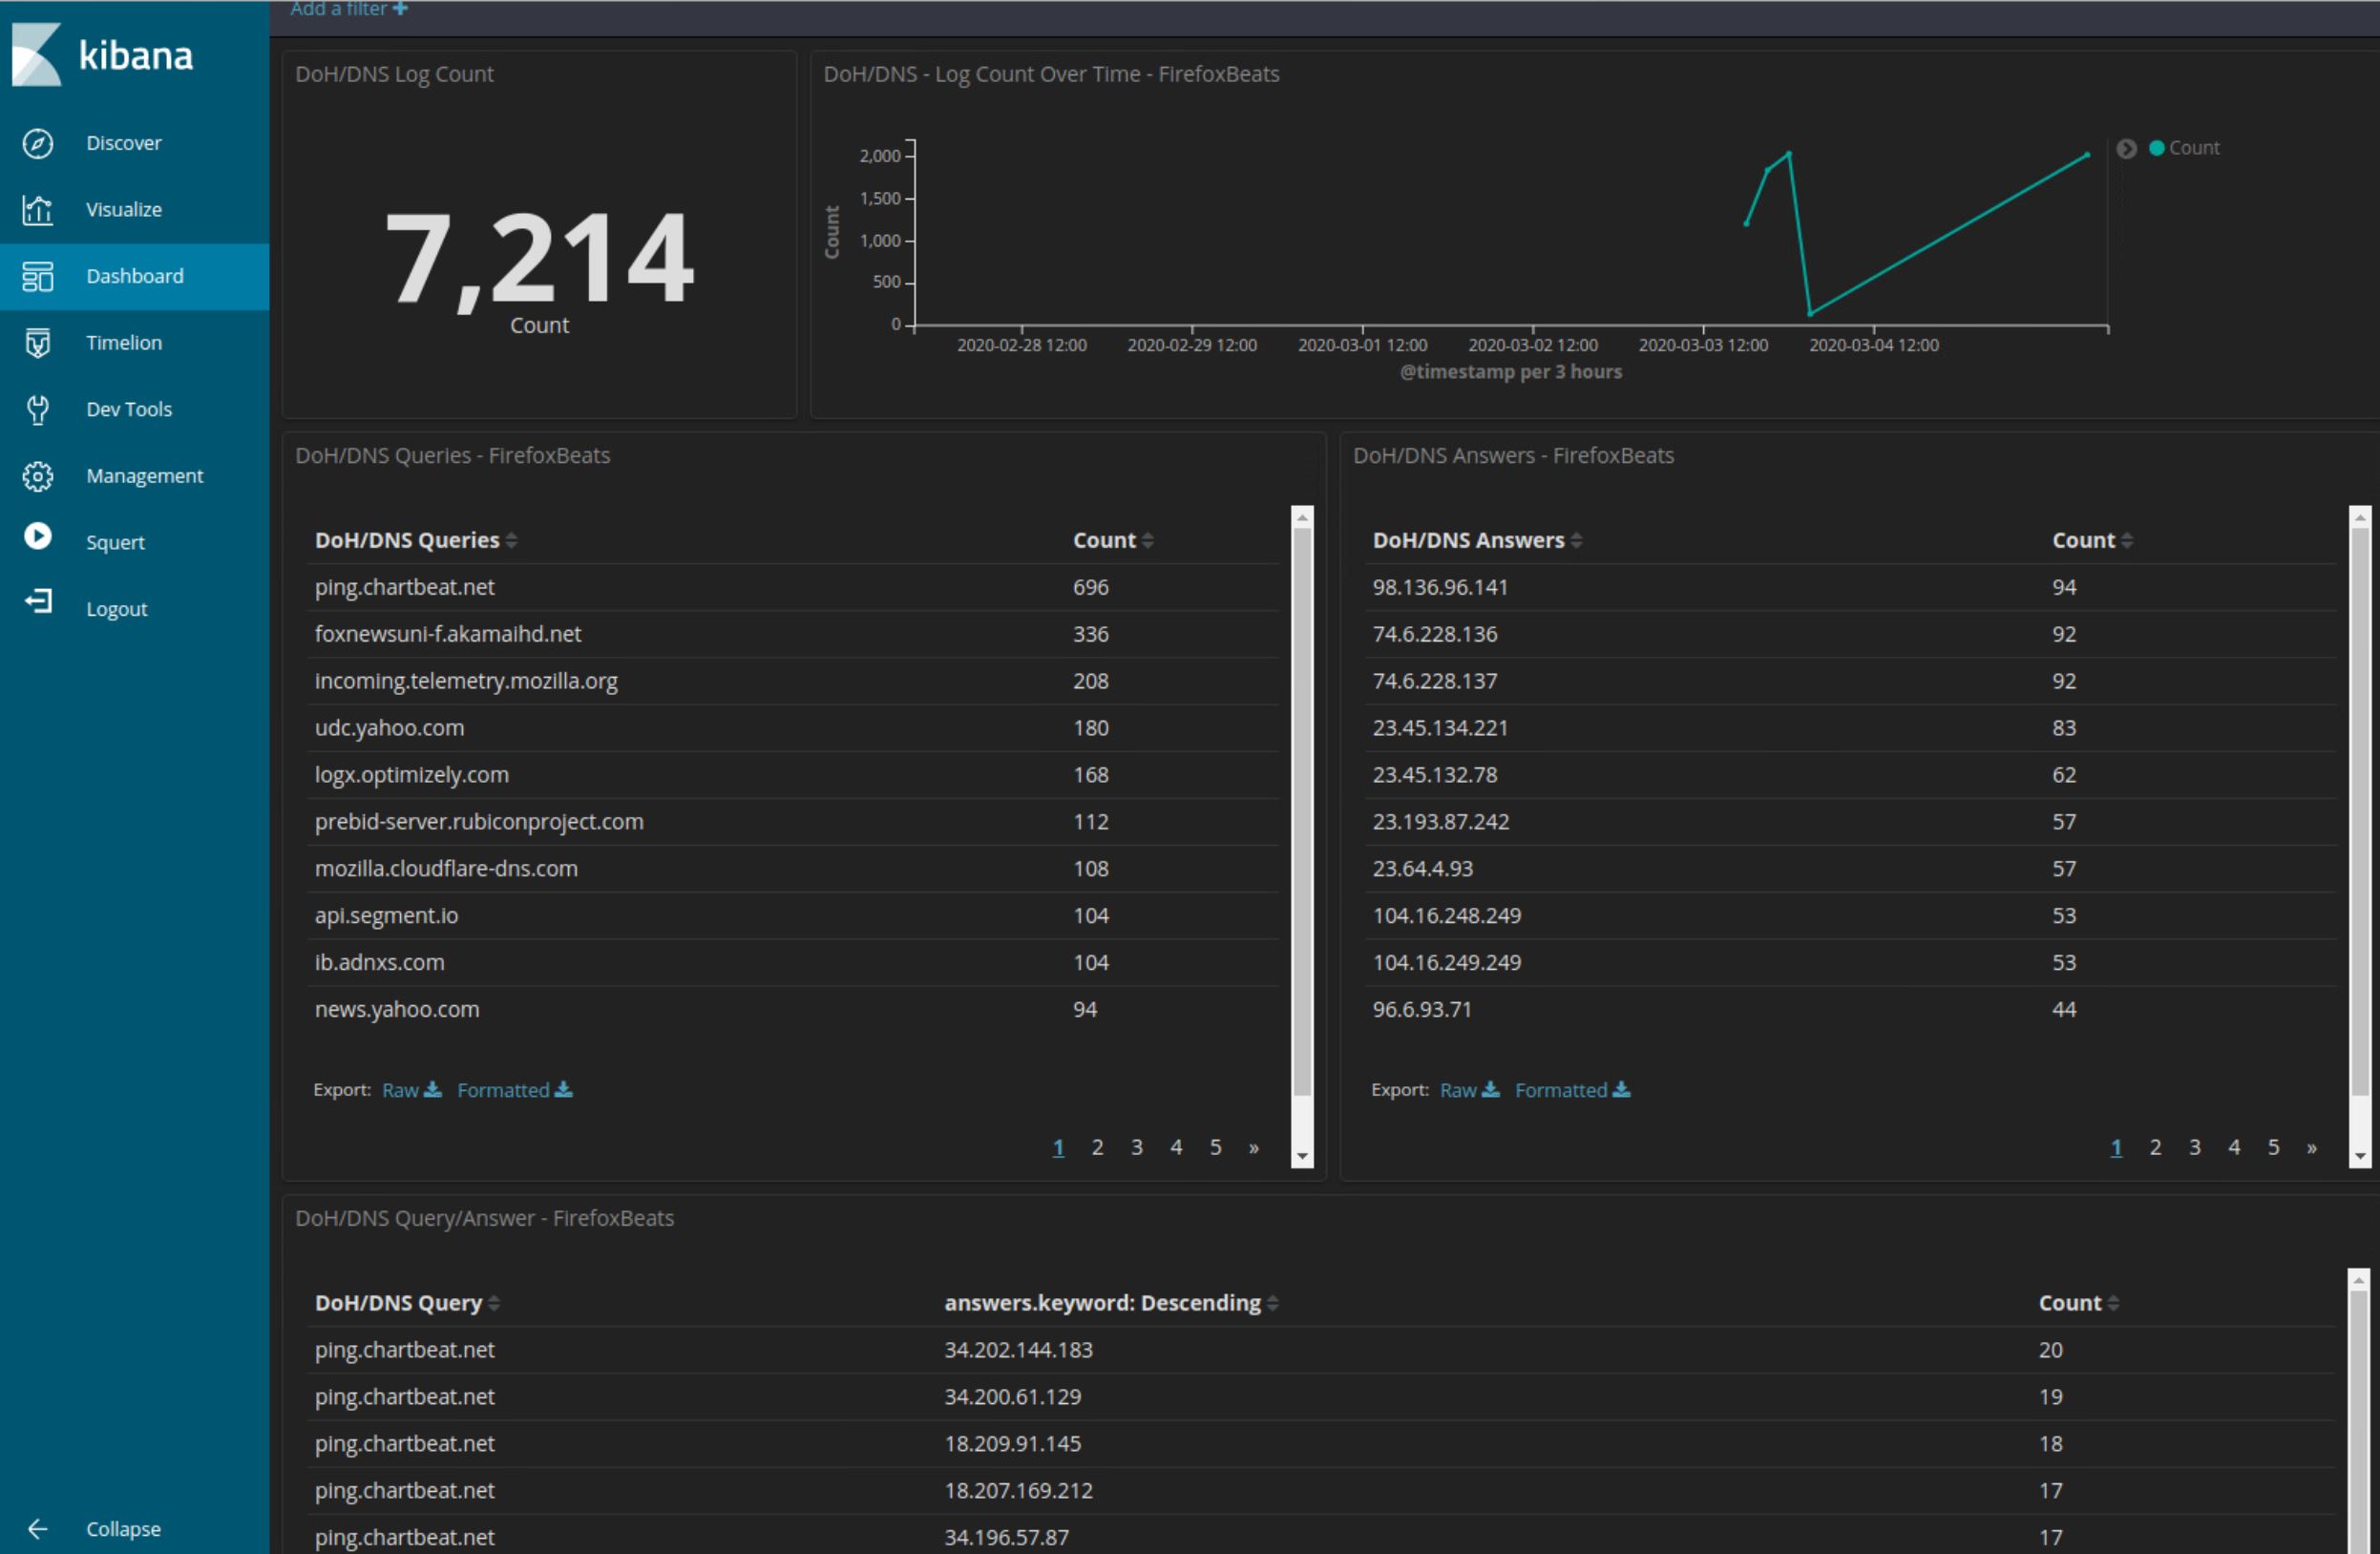 Add a filter
kibana
Discover
Visualize
Dashboard
Timelion
Dev Tools
Management
Squert
Logout
Collapse
DoH/DNS Log Count
7,214
Count
DoH/DNS - Log Count Over Time - FirefoxBeats
2,000
1,500
1,000
500
0
Count
2020-02-28 12:00 2020-02-29 12:00 2020-03-01 12:00 2020-03-02 12:00 2020-03-03 12:00 2020-03-04 12:00
@timestamp per 3 hours
Count
DoH/DNS Queries - FirefoxBeats
DoH/DNS Queries Count
ping.chartbeat.net 696
foxnewsuni-f.akamaihd.net 336
incoming.telemetry.mozilla.org 208
udc.yahoo.com 180
logx.optimizely.com 168
prebid-server.rubiconproject.com 112
mozilla.cloudflare-dns.com 108
api.segment.io 104
ib.adnxs.com 104
news.yahoo.com 94
Export: Raw Formatted
1 2 3 4 5 »
DoH/DNS Answers - FirefoxBeats
DoH/DNS Answers Count
98.136.96.141 94
74.6.228.136 92
74.6.228.137 92
23.45.134.221 83
23.45.132.78 62
23.193.87.242 57
23.64.4.93 57
104.16.248.249 53
104.16.249.249 53
96.6.93.71 44
Export: Raw Formatted
1 2 3 4 5 »
DoH/DNS Query/Answer - FirefoxBeats
DoH/DNS Query answers.keyword: Descending Count
ping.chartbeat.net 34.202.144.183 20
ping.chartbeat.net 34.200.61.129 19
ping.chartbeat.net 18.209.91.145 18
ping.chartbeat.net 18.207.169.212 17
ping.chartbeat.net 34.196.57.87 17